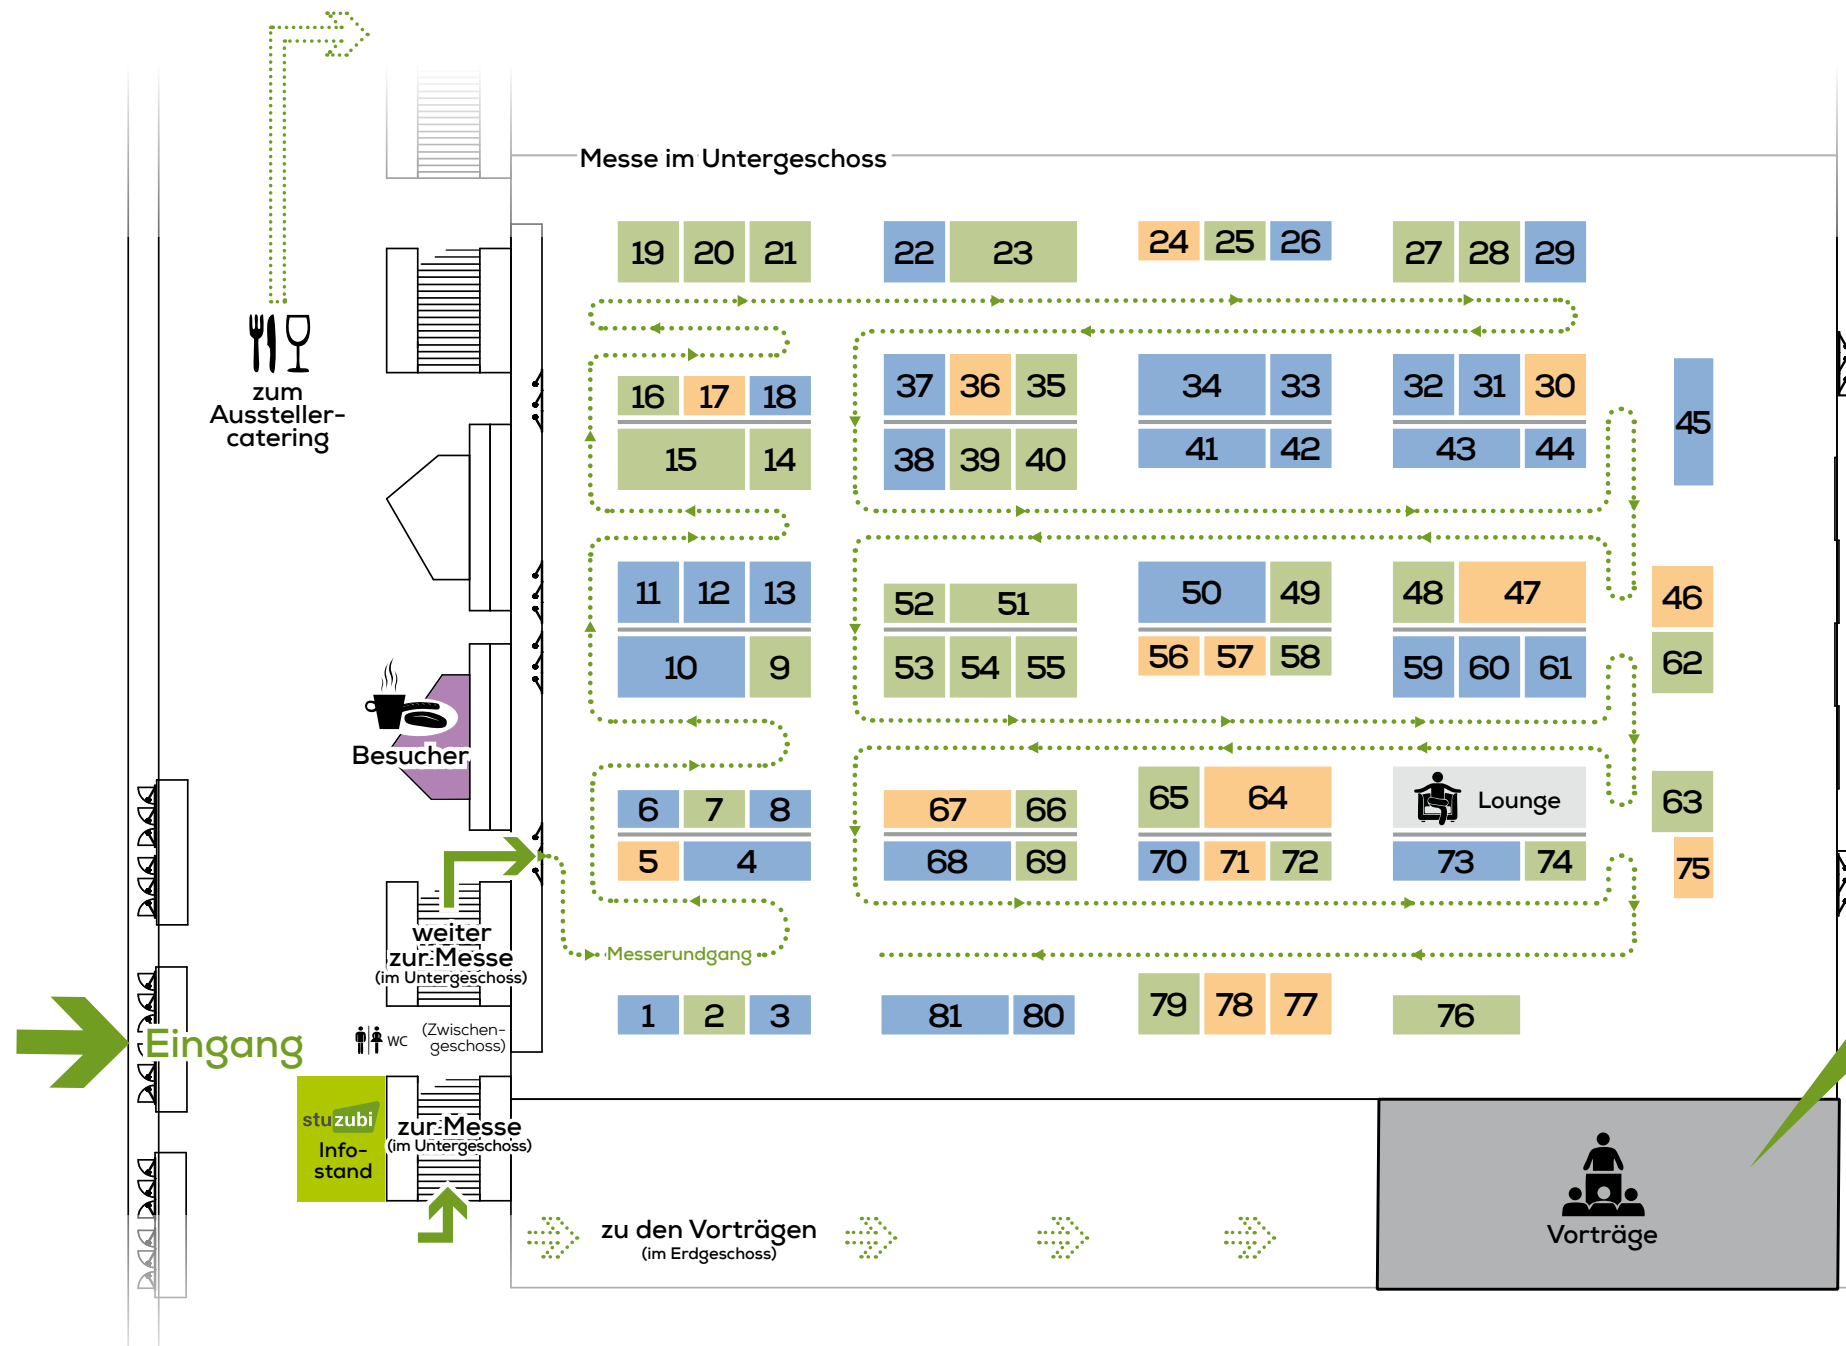 Messe im Untergeschoss
19 20 21 22 23 24 25 26 27 28 29
zum
Aussteller-
catering
16 17 18 37 36 35 34 33 32 31 30
45
15 14 38 39 40 41 42 43 44
11 12 13 52 51 50 49 48 47 46
10 9 53 54 55 56 57 58 59 60 61 62
Besucher
6 7 8 67 66 65 64 Lounge 63
5 4 68 69 70 71 72 73 74 75
weiter
zur Messe
(im Untergeschoss)
Messerundgang
1 2 3 81 80 79 78 77 76
WC
(Zwischen-
geschoss)
Eingang
stuzubi
Info-
stand
zur Messe
(im Untergeschoss)
zu den Vorträgen
(im Erdgeschoss)
Vorträge